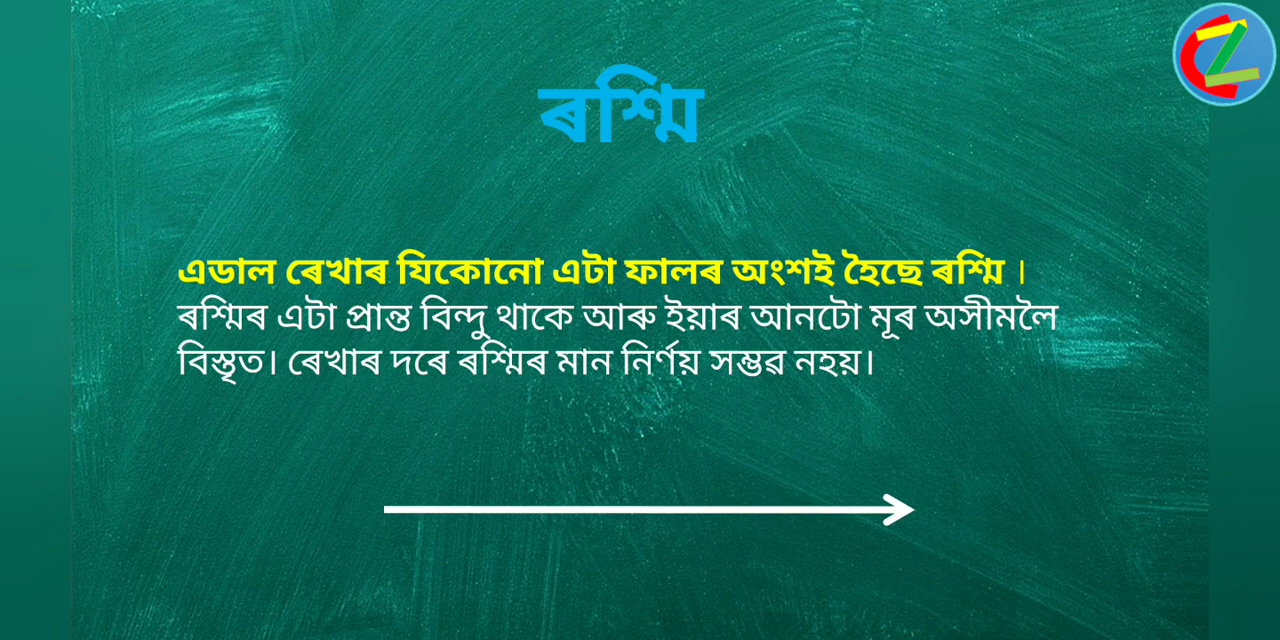 ৰশ্মি
এডাল ৰেখাৰ যিকোনো এটা ফালৰ অংশই হৈছে ৰশ্মি ।
ৰশ্মিৰ এটা প্ৰান্ত বিন্দু থাকে আৰু ইয়াৰ আনটো মূৰ অসীমলৈ
বিস্তৃত। ৰেখাৰ দৰে ৰশ্মিৰ মান নিৰ্ণয় সম্ভৱ নহয়।